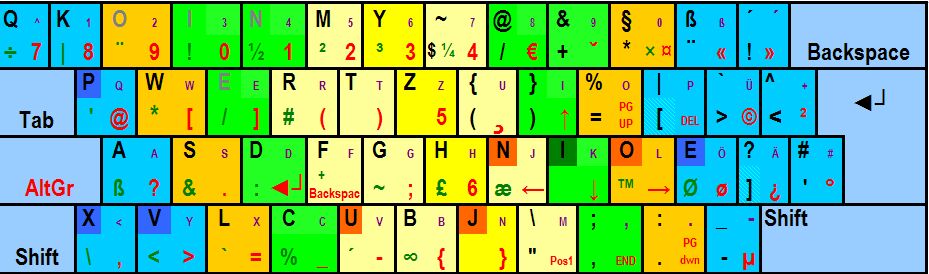 Q ^ K 1 O 2 I 3 N 4 M 5 Y 6 ~ 7 @ 8 & 9 § 0 ß ß ´ ´
÷ 7 | 8 ¨ 9 ! 0 ½ 1 ² 2 ³ 3 $ ¼ 4 / € + ˇ * × ¤ ¨ « ! » Backspace
P Q W W E E R R T T Z Z { U } I % O | P ` Ü ^ +
Tab ' @ * [ / ] # ( ) 5 ( ¸ ) ↑ = PG UP [ DEL > © < ² ◄┘
A A S S D D F F G G H H N J I K O L E Ö ? Ä # #
AltGr ß ? & . : ◄┘ + Backspac ~ ; £ 6 æ ← ↓ ™ → Ø ø ] ¿ ' °
X < V Y L X C C U V B B J N \ M ; , : . _ - Shift
Shift \ , < > ` = % _ ´ - ∞ { } " Pos1 , END . PG dwn - µ